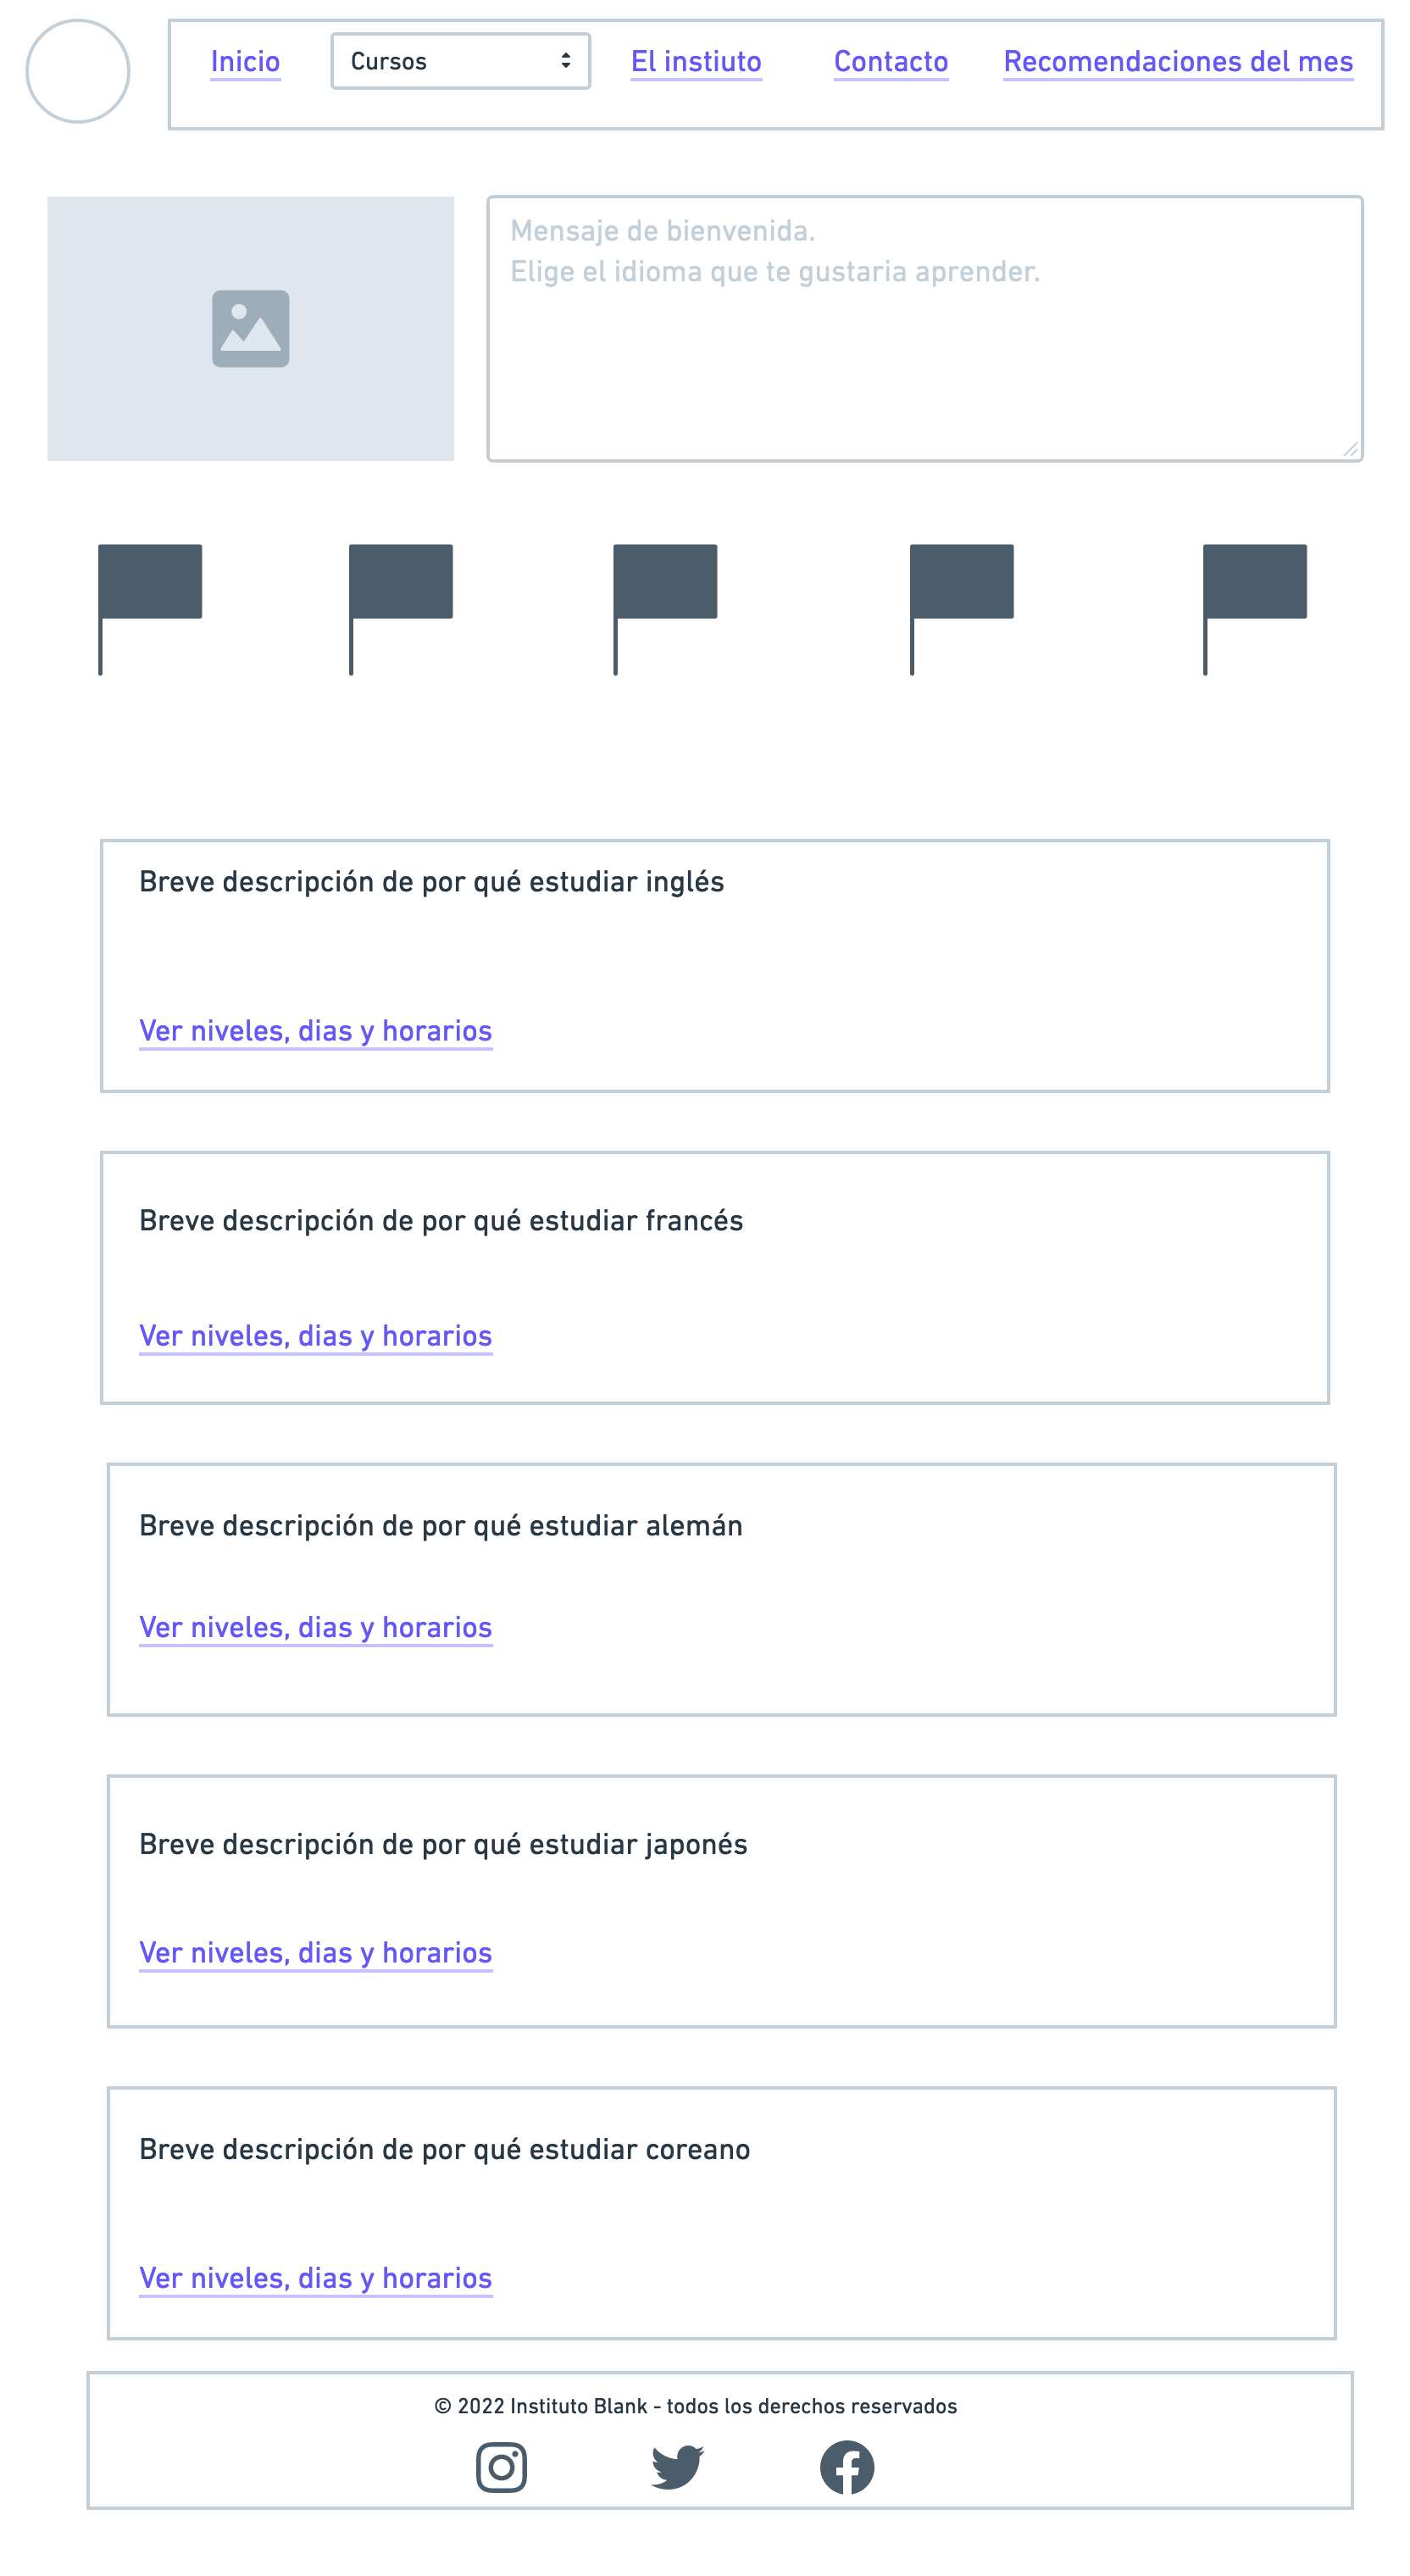 Inicio
Cursos
El instiuto
Contacto
Recomendaciones del mes
Mensaje de bienvenida.
Elige el idioma que te gustaria aprender.
Breve descripción de por qué estudiar inglés
Ver niveles, dias y horarios
Breve descripción de por qué estudiar francés
Ver niveles, dias y horarios
Breve descripción de por qué estudiar alemán
Ver niveles, dias y horarios
Breve descripción de por qué estudiar japonés
Ver niveles, dias y horarios
Breve descripción de por qué estudiar coreano
Ver niveles, dias y horarios
© 2022 Instituto Blank - todos los derechos reservados